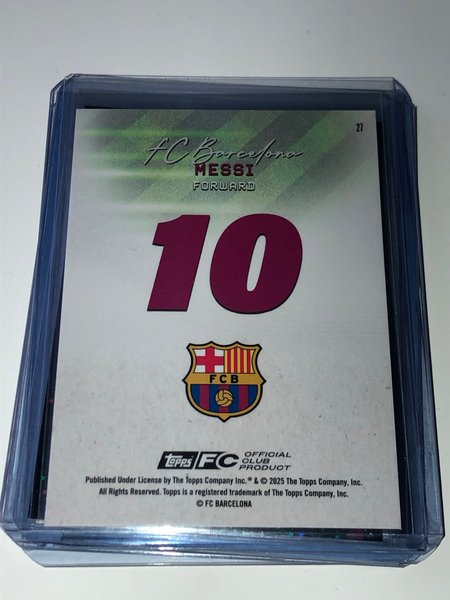 27
FC Barcelona
MESSI
FORWARD
10
FCB
topps FC OFFICIAL
CLUB
PRODUCT
Published Under License by The Topps Company Inc.® & © 2025 The Topps Company, Inc.
All Rights Reserved. Topps is a registered trademark of The Topps Company, Inc.
© FC BARCELONA